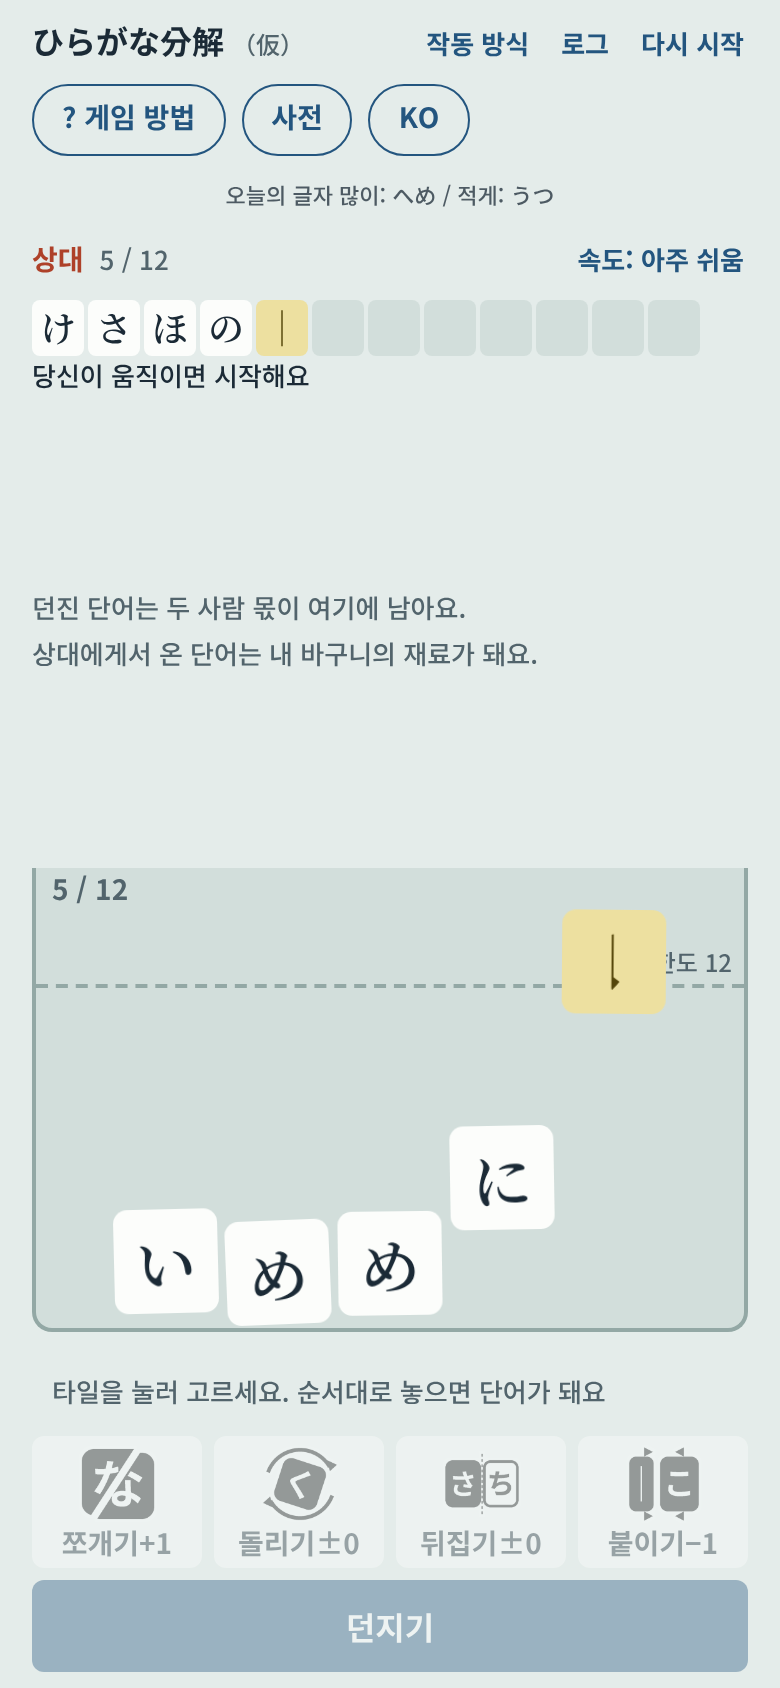 ひらがな分解 （仮） 작동 방식 로그 다시 시작
? 게임 방법 사전 KO
오늘의 글자 많이: へめ / 적게: うつ
상대 5 / 12 속도: 아주 쉬움
け さ ほ の
당신이 움직이면 시작해요
던진 단어는 두 사람 몫이 여기에 남아요.
상대에게서 온 단어는 내 바구니의 재료가 돼요.
5 / 12
한도 12
に
い め め
타일을 눌러 고르세요. 순서대로 놓으면 단어가 돼요
な く さ ち こ
쪼개기+1 돌리기±0 뒤집기±0 붙이기−1
던지기